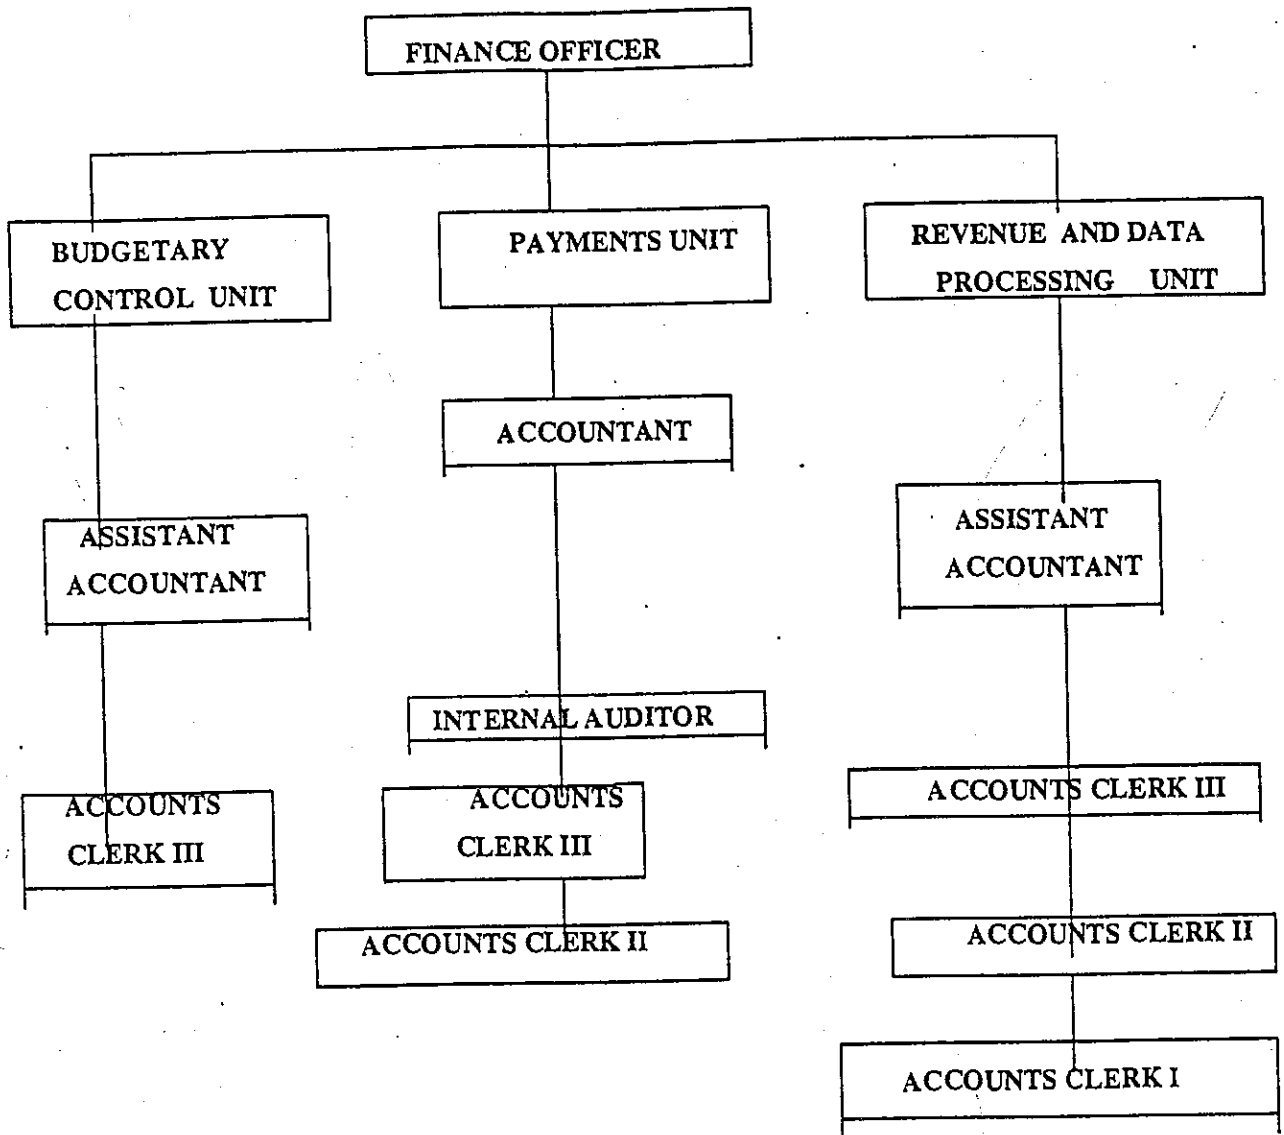 FINANCE OFFICER
BUDGETARY
CONTROL UNIT
PAYMENTS UNIT
REVENUE AND DATA
PROCESSING UNIT
ACCOUNTANT
ASSISTANT
ACCOUNTANT
ASSISTANT
ACCOUNTANT
INTERNAL AUDITOR
ACCOUNTS
CLERK III
ACCOUNTS
CLERK III
ACCOUNTS CLERK III
ACCOUNTS CLERK II
ACCOUNTS CLERK II
ACCOUNTS CLERK I